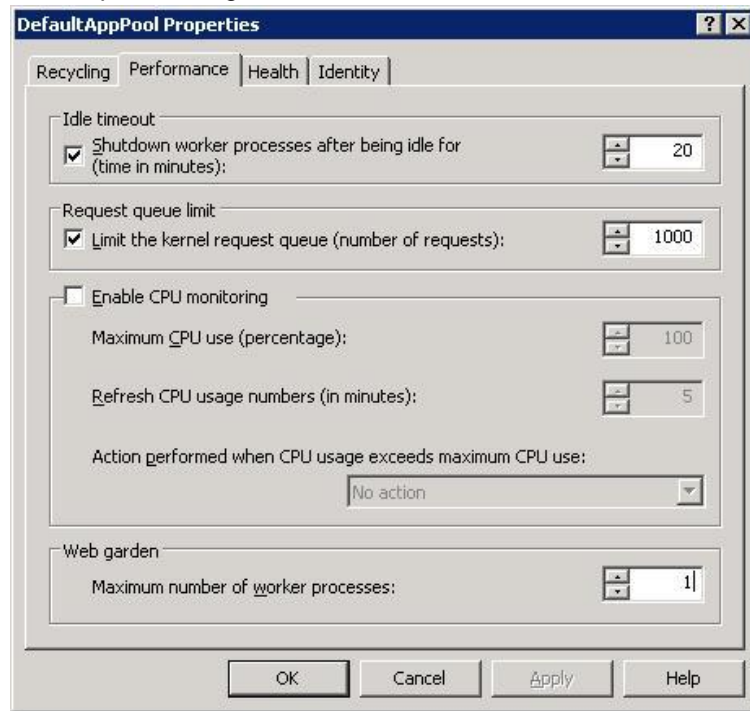 DefaultAppPool Properties
Recycling Performance Health Identity
Idle timeout
Shutdown worker processes after being idle for
(time in minutes):
20
Request queue limit
Limit the kernel request queue (number of requests):
1000
Enable CPU monitoring
Maximum CPU use (percentage):
100
Refresh CPU usage numbers (in minutes):
5
Action performed when CPU usage exceeds maximum CPU use:
No action
Web garden
Maximum number of worker processes:
1
OK Cancel Apply Help